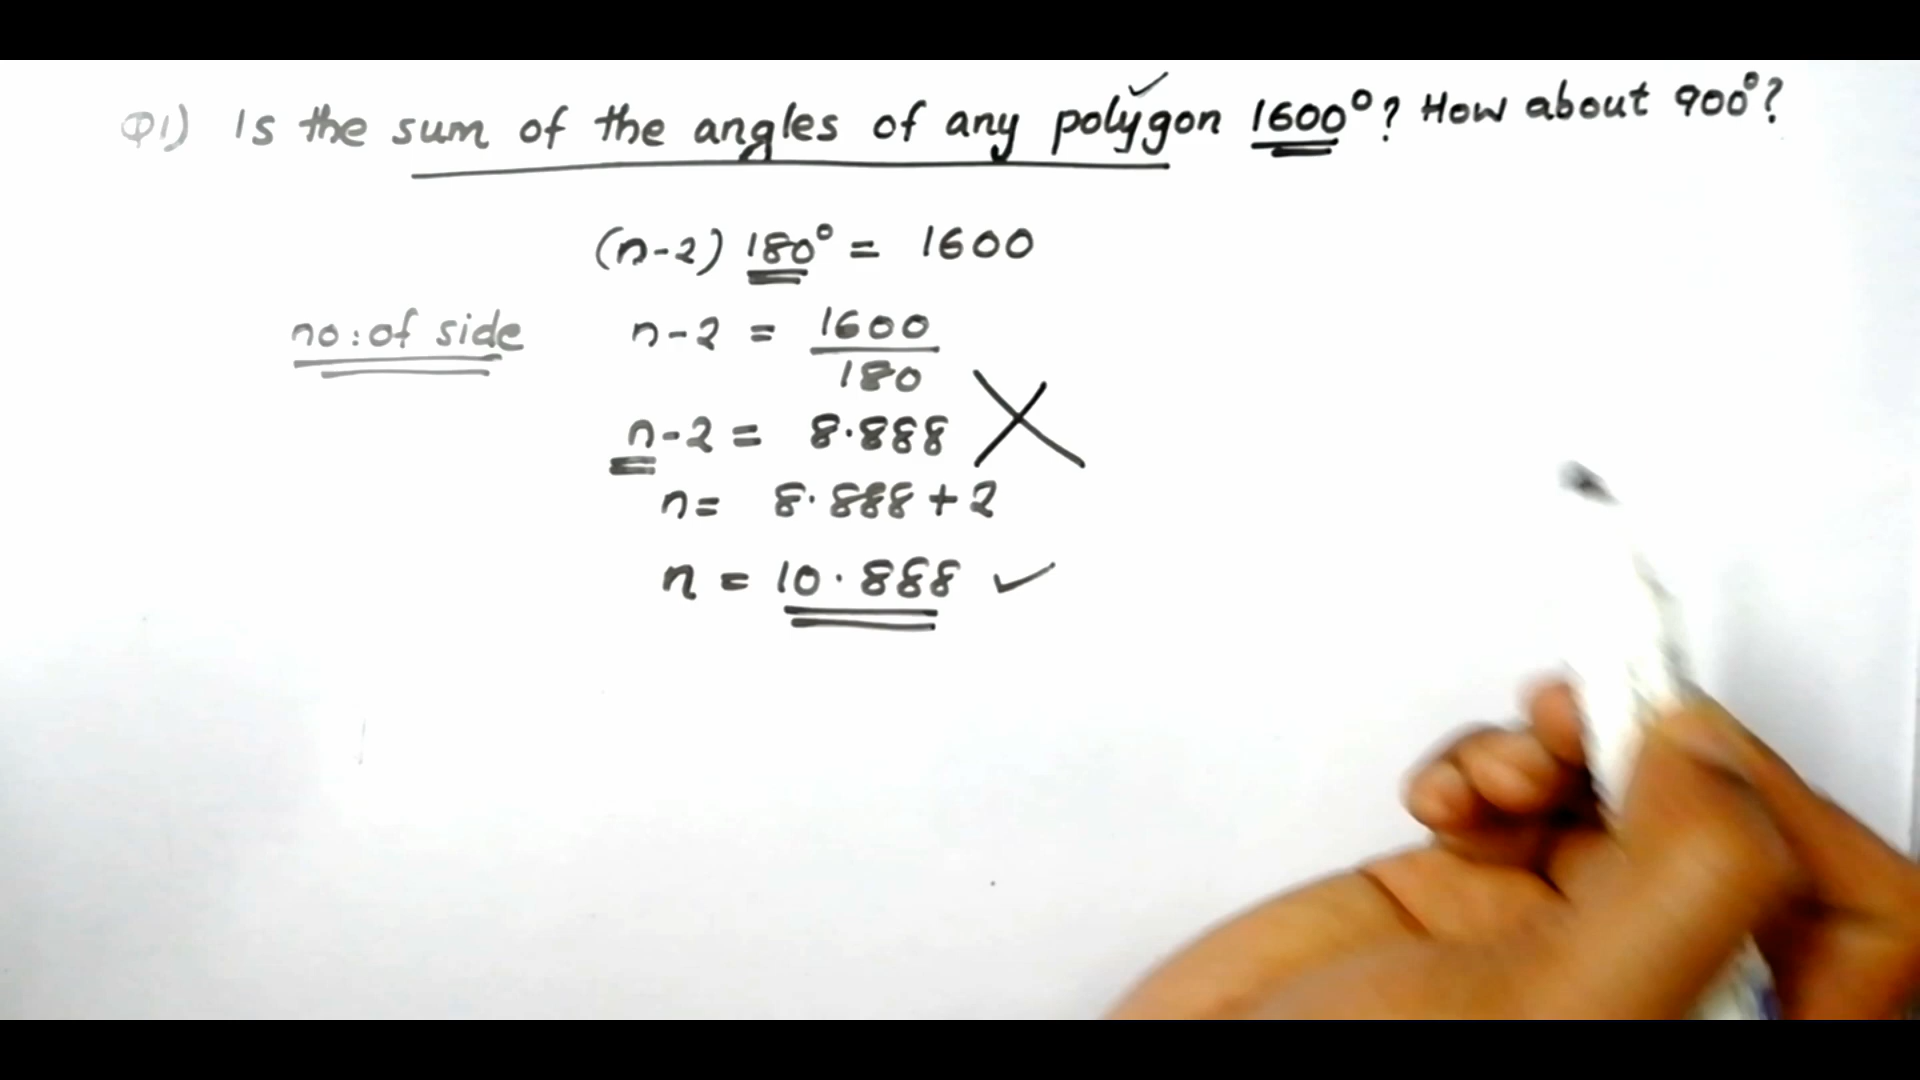 Q1) Is the sum of the angles of any polygon 1600°? How about 900°?
(n-2) 180° = 1600
no: of side
n-2 = 1600/180
n-2 = 8.888
n= 8.888 + 2
n = 10.888